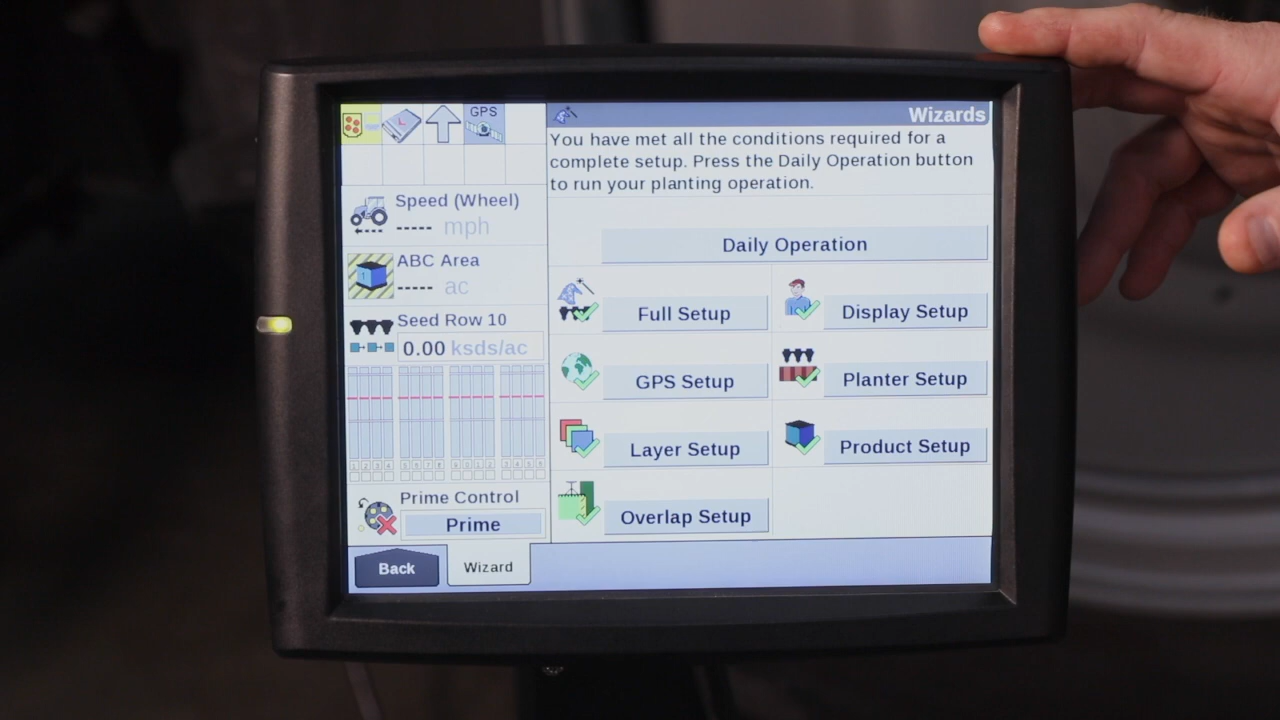 GPS
Wizards
You have met all the conditions required for a
complete setup. Press the Daily Operation button
to run your planting operation.
Speed (Wheel)
----- mph
ABC Area
----- ac
Seed Row 10
0.00 ksds/ac
Prime Control
Prime
Daily Operation
Full Setup
Display Setup
GPS Setup
Planter Setup
Layer Setup
Product Setup
Overlap Setup
Back
Wizard